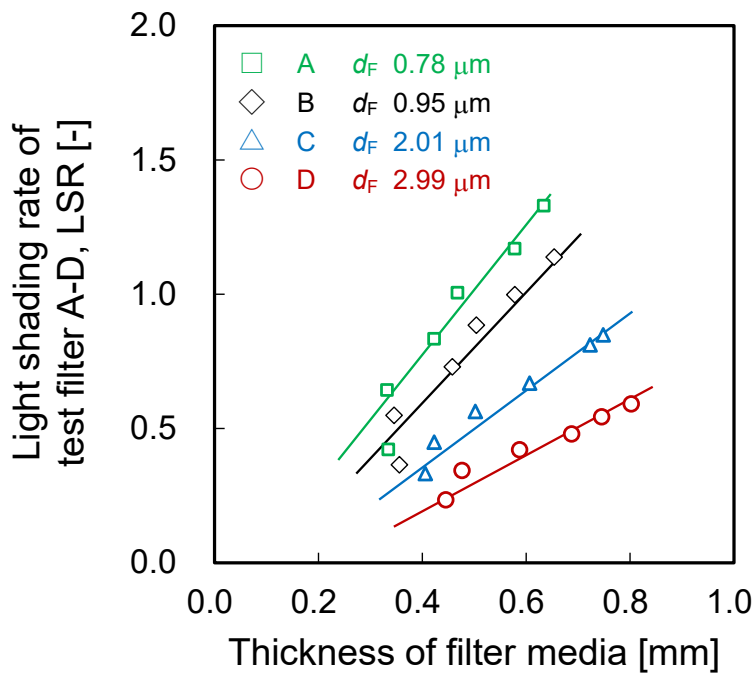 2.0
1.5
1.0
0.5
0.0
Light shading rate of
test filter A-D, LSR [-]
A dF 0.78 μm
B dF 0.95 μm
C dF 2.01 μm
D dF 2.99 μm
0.0 0.2 0.4 0.6 0.8 1.0
Thickness of filter media [mm]